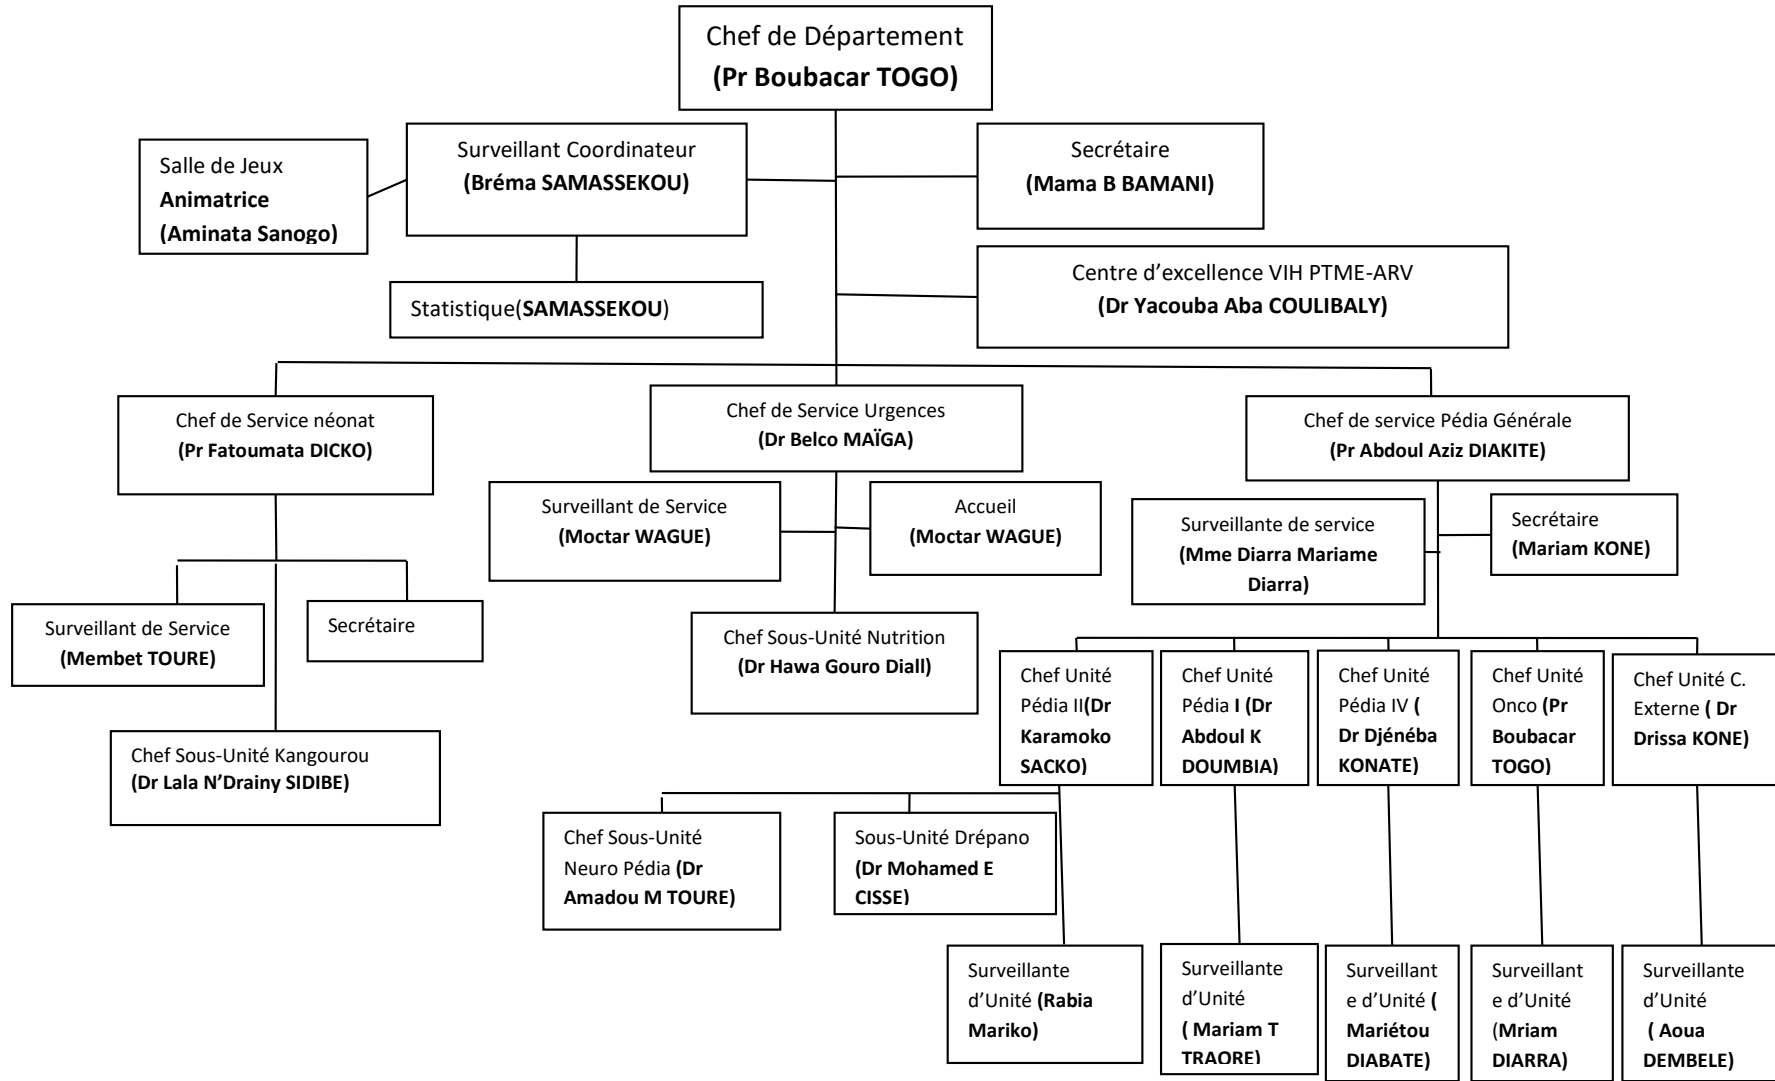 Chef de Département
(Pr Boubacar TOGO)
Salle de Jeux
Animatrice
(Aminata Sanogo)
Surveillant Coordinateur
(Bréma SAMASSEKOU)
Secrétaire
(Mama B BAMANI)
Statistique(SAMASSEKOU)
Centre d’excellence VIH PTME-ARV
(Dr Yacouba Aba COULIBALY)
Chef de Service néonat
(Pr Fatoumata DICKO)
Chef de Service Urgences
(Dr Belco MAÏGA)
Chef de service Pédia Générale
(Pr Abdoul Aziz DIAKITE)
Surveillant de Service
(Moctar WAGUE)
Accueil
(Moctar WAGUE)
Surveillante de service
(Mme Diarra Mariame
Diarra)
Secrétaire
(Mariam KONE)
Surveillant de Service
(Membet TOURE)
Secrétaire
Chef Sous-Unité Nutrition
(Dr Hawa Gouro Diall)
Chef Sous-Unité Kangourou
(Dr Lala N’Drainy SIDIBE)
Chef Unité
Pédia II(Dr
Karamoko
SACKO)
Chef Unité
Pédia I (Dr
Abdoul K
DOUMBIA)
Chef Unité
Pédia IV (
Dr Djénéba
KONATE)
Chef Unité
Onco (Pr
Boubacar
TOGO)
Chef Unité C.
Externe ( Dr
Drissa KONE)
Chef Sous-Unité
Neuro Pédia (Dr
Amadou M TOURE)
Sous-Unité Drépano
(Dr Mohamed E
CISSE)
Surveillante
d’Unité (Rabia
Mariko)
Surveillante
d’Unité
( Mariam T
TRAORE)
Surveillant
e d’Unité (
Mariétou
DIABATE)
Surveillant
e d’Unité
(Mriam
DIARRA)
Surveillante
d’Unité
( Aoua
DEMBELE)